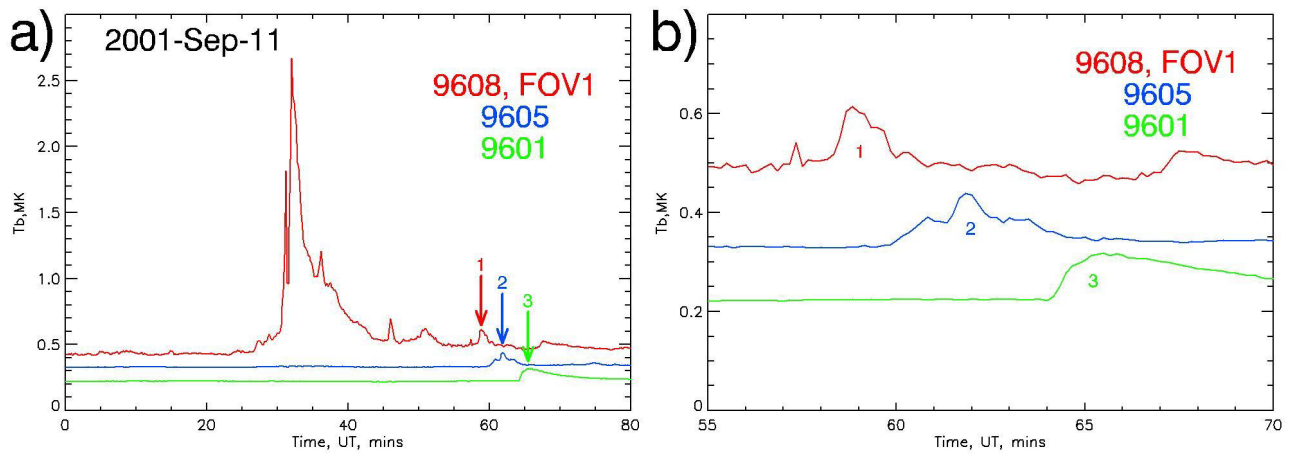 a)
2001-Sep-11
9608, FOV1
9605
9601
1
2
3
2.5
2.0
1.5
1.0
0.5
0
Tb,MK
0 20 40 60 80
Time, UT, mins
b)
9608, FOV1
9605
9601
1
2
3
0.6
0.4
0.2
0
Tb,MK
55 60 65 70
Time, UT, mins